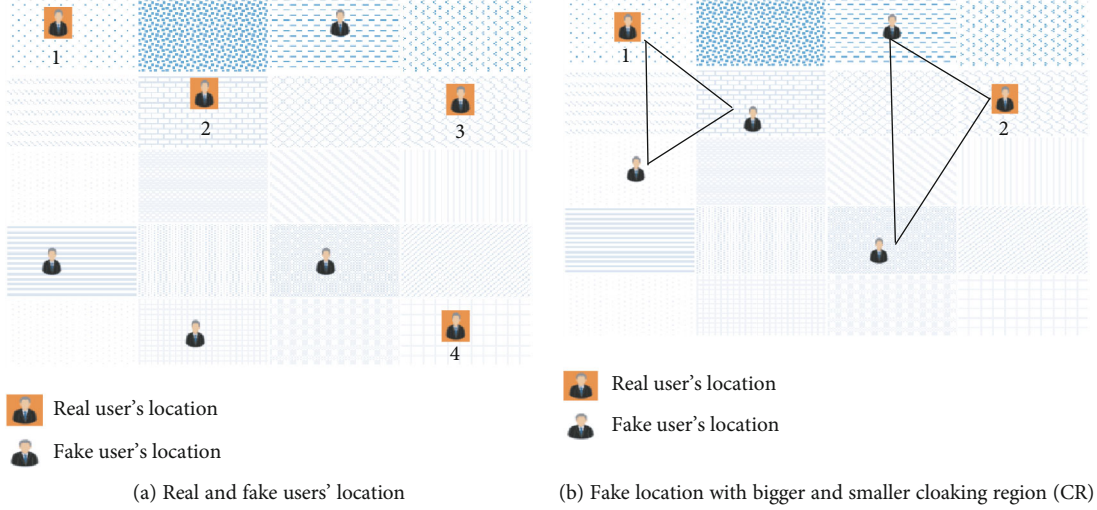 1
2
3
4
Real user's location
Fake user's location
(a) Real and fake users' location
1
2
Real user's location
Fake user's location
(b) Fake location with bigger and smaller cloaking region (CR)